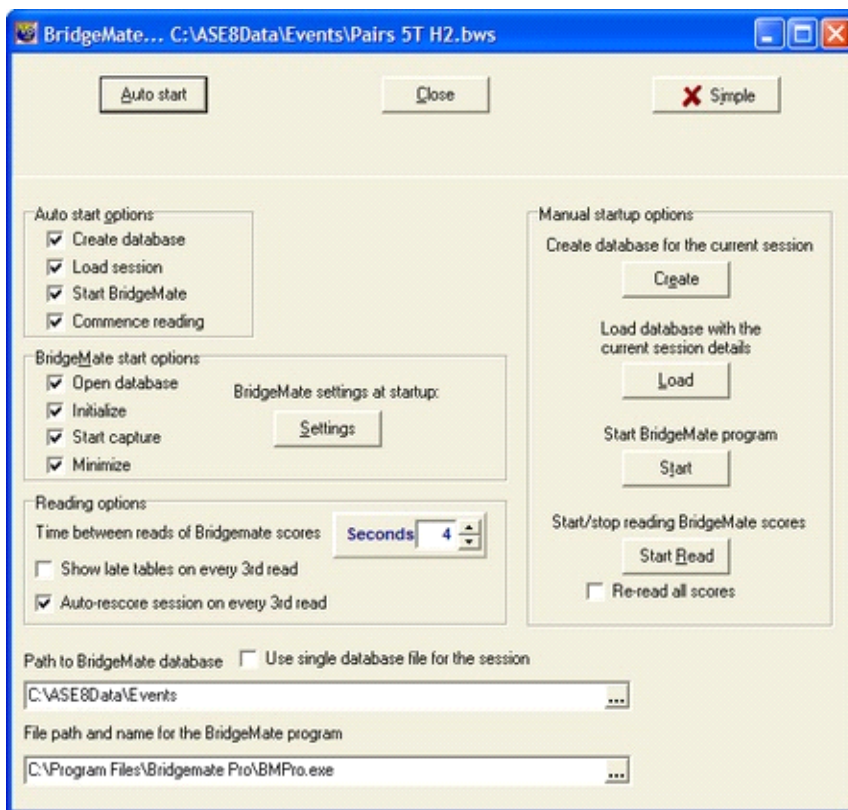 BridgeMate... C:\ASE8Data\Events\Pairs 5T H2.bws
Auto start
Close
Simple
Auto start options
Create database
Load session
Start BridgeMate
Commence reading
BridgeMate start options
Open database
Initialize
Start capture
Minimize
BridgeMate settings at startup:
Settings
Reading options
Time between reads of Bridgemate scores
Seconds 4
Show late tables on every 3rd read
Auto-rescore session on every 3rd read
Manual startup options
Create database for the current session
Create
Load database with the
current session details
Load
Start BridgeMate program
Start
Start/stop reading BridgeMate scores
Start Read
Re-read all scores
Path to BridgeMate database
Use single database file for the session
C:\ASE8Data\Events
...
File path and name for the BridgeMate program
C:\Program Files\Bridgemate Pro\BMPro.exe
...